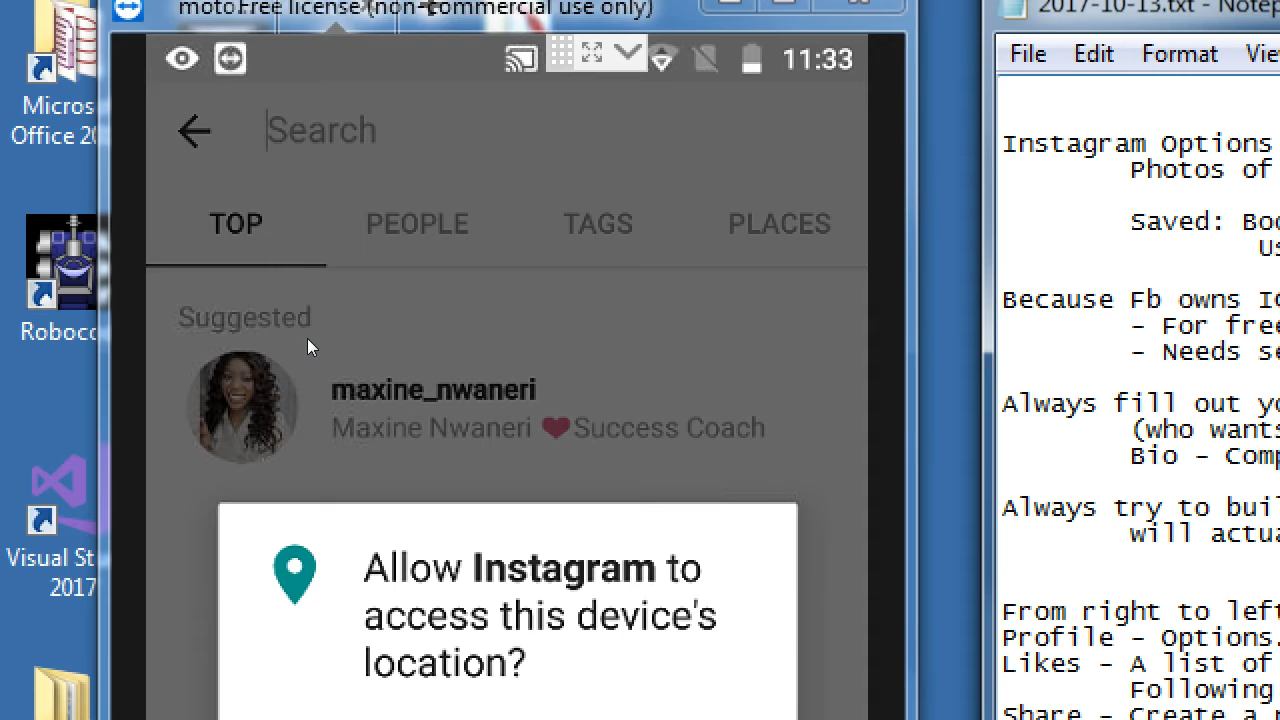 motoFree license (non-commercial use only)
2017-10-13.txt - Notep
File Edit Format Vie
Micros
Office 20
Roboco
Visual St
2017
11:33
Search
TOP PEOPLE TAGS PLACES
Suggested
maxine_nwaneri
Maxine Nwaneri ❤Success Coach
Allow Instagram to
access this device's
location?
Instagram Options
Photos of
Saved: Boo
us
Because Fb owns IG
- For free
- Needs se
Always fill out yo
(who wants
Bio - Comp
Always try to buil
will actua
From right to left
Profile - Options.
Likes - A list of
Following
Share - Create a p